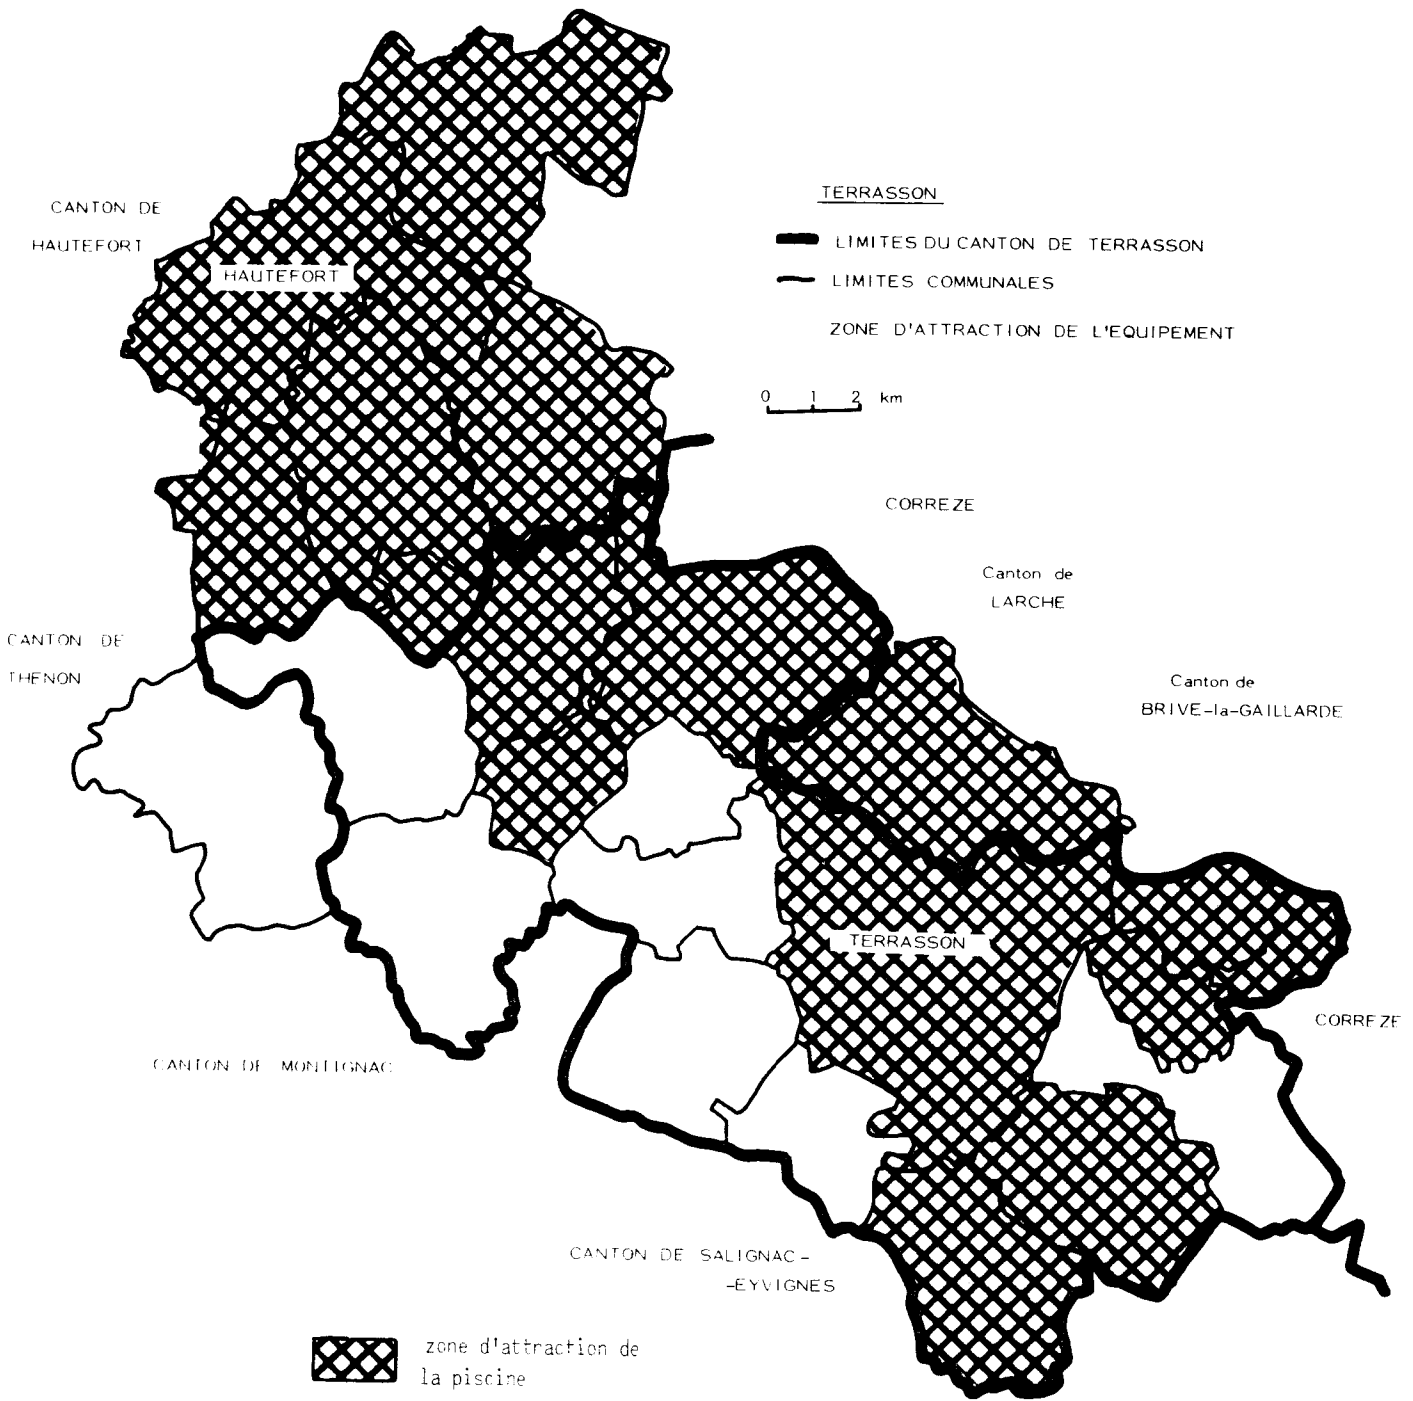 CANTON DE
HAUTEFORT
HAUTEFORT
TERRASSON
LIMITES DU CANTON DE TERRASSON
LIMITES COMMUNALES
ZONE D'ATTRACTION DE L'EQUIPEMENT
0 1 2 km
CORREZE
Canton de
LARCHE
CANTON DE
THENON
Canton de
BRIVE-la-GAILLARDE
TERRASSON
CORREZE
CANTON DE MONTIGNAC
CANTON DE SALIGNAC-
-EYVIGNES
zone d'attraction de
la piscine